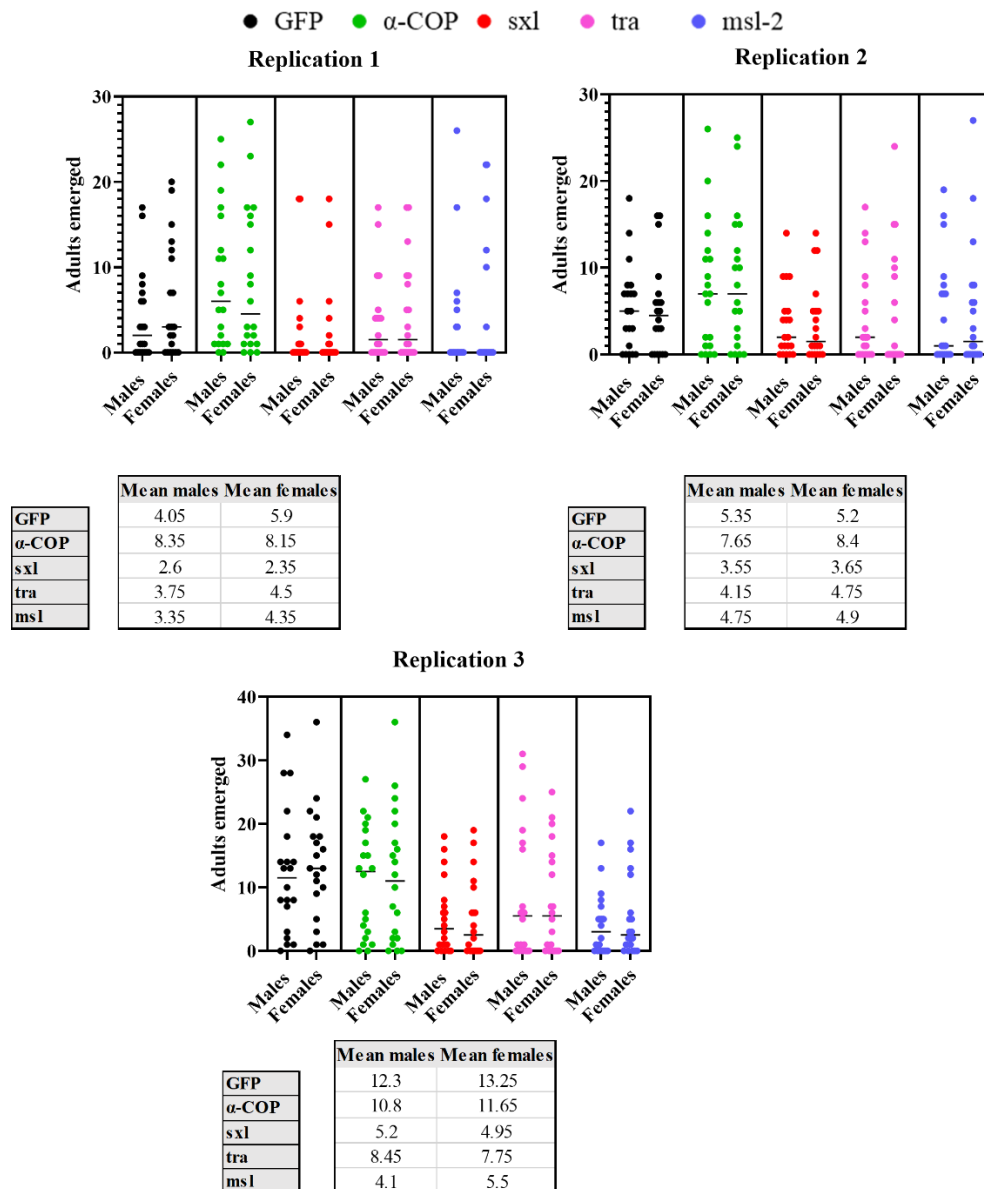 GFP α-COP sxl tra msl-2
Replication 1
Adults emerged
30
20
10
0
Males Females Males Females Males Females Males Females Males Females
Mean males Mean females
GFP 4.05 5.9
α-COP 8.35 8.15
sxl 2.6 2.35
tra 3.75 4.5
msl 3.35 4.35
Replication 2
Adults emerged
30
20
10
0
Males Females Males Females Males Females Males Females Males Females
Mean males Mean females
GFP 5.35 5.2
α-COP 7.65 8.4
sxl 3.55 3.65
tra 4.15 4.75
msl 4.75 4.9
Replication 3
Adults emerged
40
30
20
10
0
Males Females Males Females Males Females Males Females Males Females
Mean males Mean females
GFP 12.3 13.25
α-COP 10.8 11.65
sxl 5.2 4.95
tra 8.45 7.75
msl 4.1 5.5